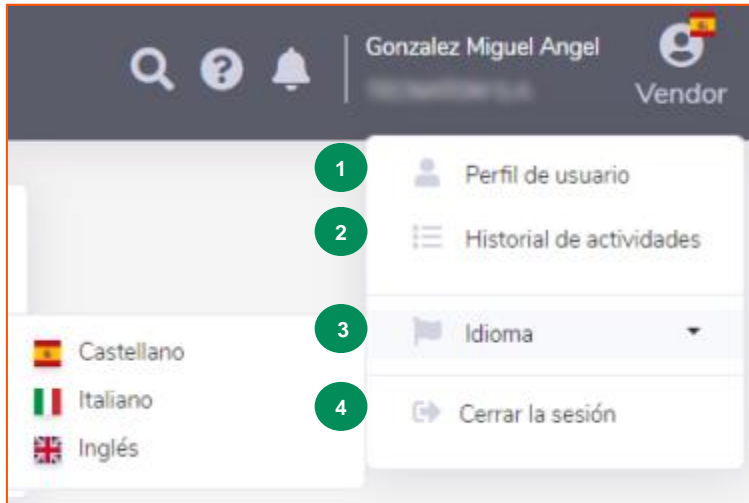 Gonzalez Miguel Angel
Vendor
1 Perfil de usuario
2 Historial de actividades
3 Idioma
Castellano
Italiano
Inglés
4 Cerrar la sesión